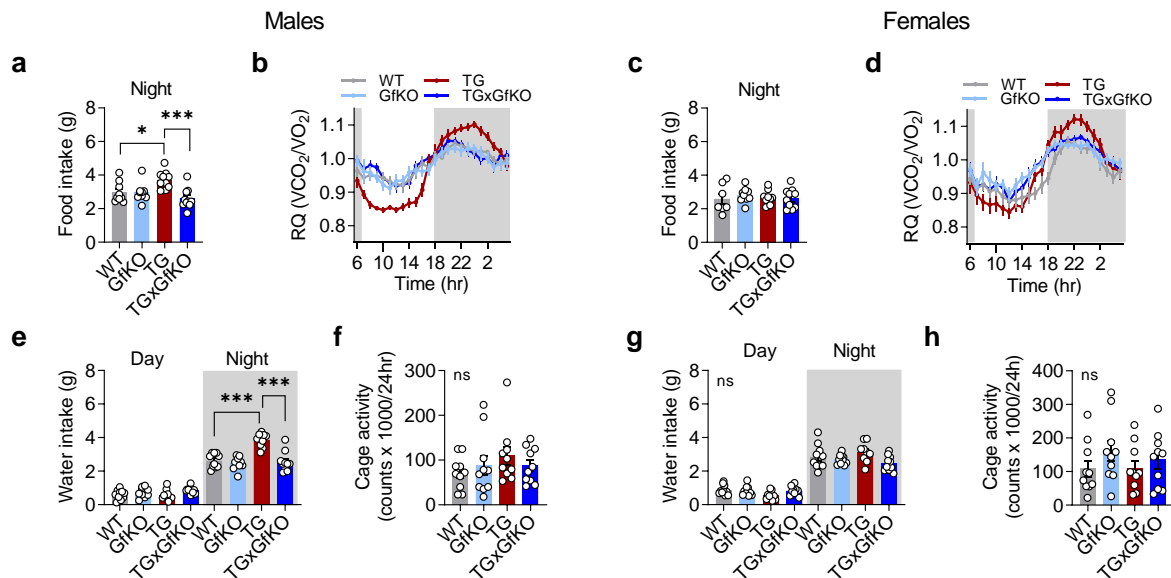 Males
Females
a
Night
Food intake (g)
8
6
4
2
0
*
***
WT
GfKO
TG
TGxGfKO
b
WT
TG
GfKO
TGxGfKO
RQ (VCO2/VO2)
1.1
1.0
0.9
0.8
6
10
14
18
22
2
Time (hr)
c
Night
Food intake (g)
8
6
4
2
0
WT
GfKO
TG
TGxGfKO
d
WT
TG
GfKO
TGxGfKO
RQ (VCO2/VO2)
1.1
1.0
0.9
0.8
6
10
14
18
22
2
Time (hr)
e
Day
Night
Water intake (g)
8
6
4
2
0
***
***
WT
GfKO
TG
TGxGfKO
WT
GfKO
TG
TGxGfKO
f
ns
Cage activity
(counts x 1000/24hr)
300
200
100
0
WT
GfKO
TG
TGxGfKO
g
Day
Night
ns
Water intake (g)
8
6
4
2
0
WT
GfKO
TG
TGxGfKO
WT
GfKO
TG
TGxGfKO
h
ns
Cage activity
(counts x 1000/24h)
400
300
200
100
0
WT
GfKO
TG
TGxGfKO